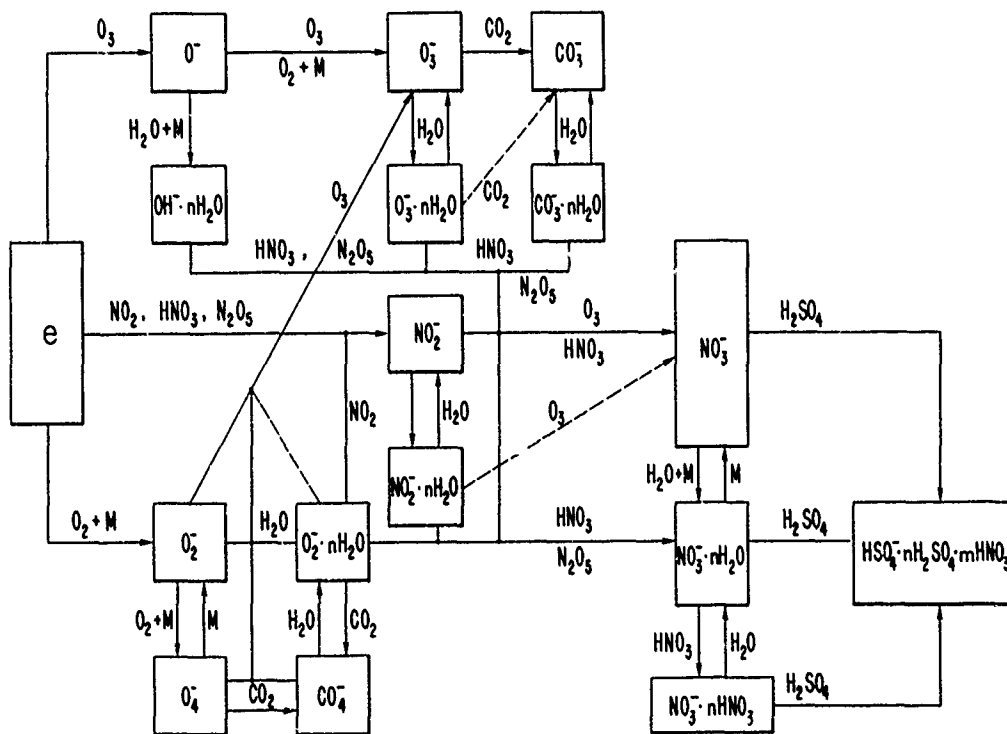 O₃
O⁻
O₃
O₂ + M
O₃⁻
CO₂
CO₃⁻
H₂O+M
H₂O
H₂O
OH⁻·nH₂O
O₃
O₃⁻·nH₂O
CO₂
CO₃⁻·nH₂O
HNO₃ , N₂O₅
HNO₃
N₂O₅
e
NO₂ , HNO₃ , N₂O₅
NO₂⁻
O₃
HNO₃
NO₃⁻
H₂SO₄
NO₂
H₂O
O₃
NO₂⁻·nH₂O
H₂O+M
M
O₂ + M
O₂⁻
H₂O
O₂⁻·nH₂O
HNO₃
N₂O₅
NO₃⁻·nH₂O
H₂SO₄
HSO₄⁻·nH₂SO₄·mHNO₃
O₂+M
M
H₂O
CO₂
HNO₃
H₂O
O₄⁻
CO₂
CO₄⁻
NO₃⁻·nHNO₃
H₂SO₄